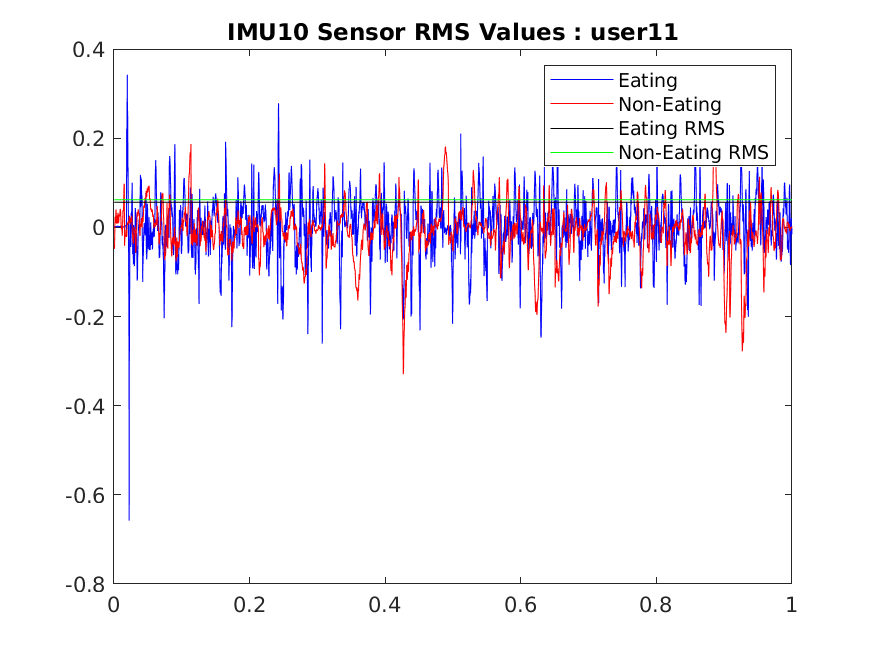 IMU10 Sensor RMS Values : user11
Eating
Non-Eating
Eating RMS
Non-Eating RMS
0.4
0.2
0
-0.2
-0.4
-0.6
-0.8
0 0.2 0.4 0.6 0.8 1